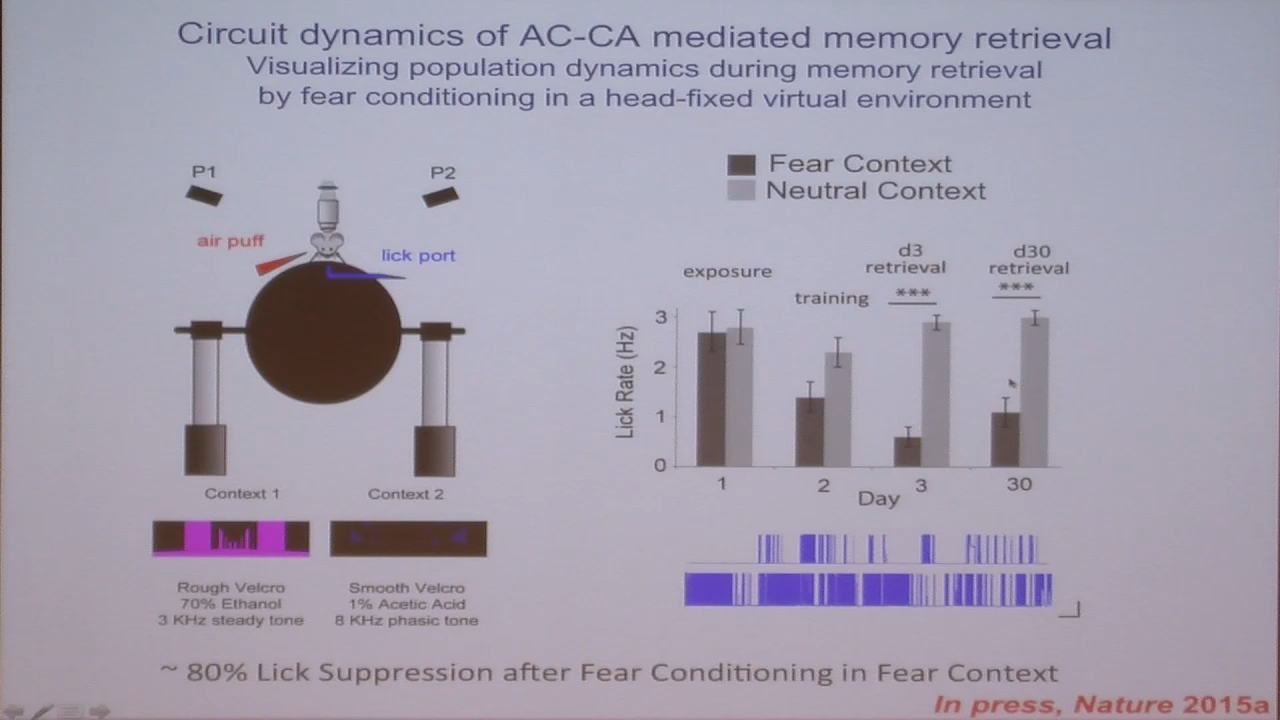 Circuit dynamics of AC-CA mediated memory retrieval
Visualizing population dynamics during memory retrieval
by fear conditioning in a head-fixed virtual environment
P1
P2
air puff
lick port
Context 1
Context 2
Rough Velcro
70% Ethanol
3 KHz steady tone
Smooth Velcro
1% Acetic Acid
8 KHz phasic tone
Fear Context
Neutral Context
exposure
training
d3
retrieval
***
d30
retrieval
***
Lick Rate (Hz)
3
2
1
0
1
2
3
30
Day
~ 80% Lick Suppression after Fear Conditioning in Fear Context
In press, Nature 2015a